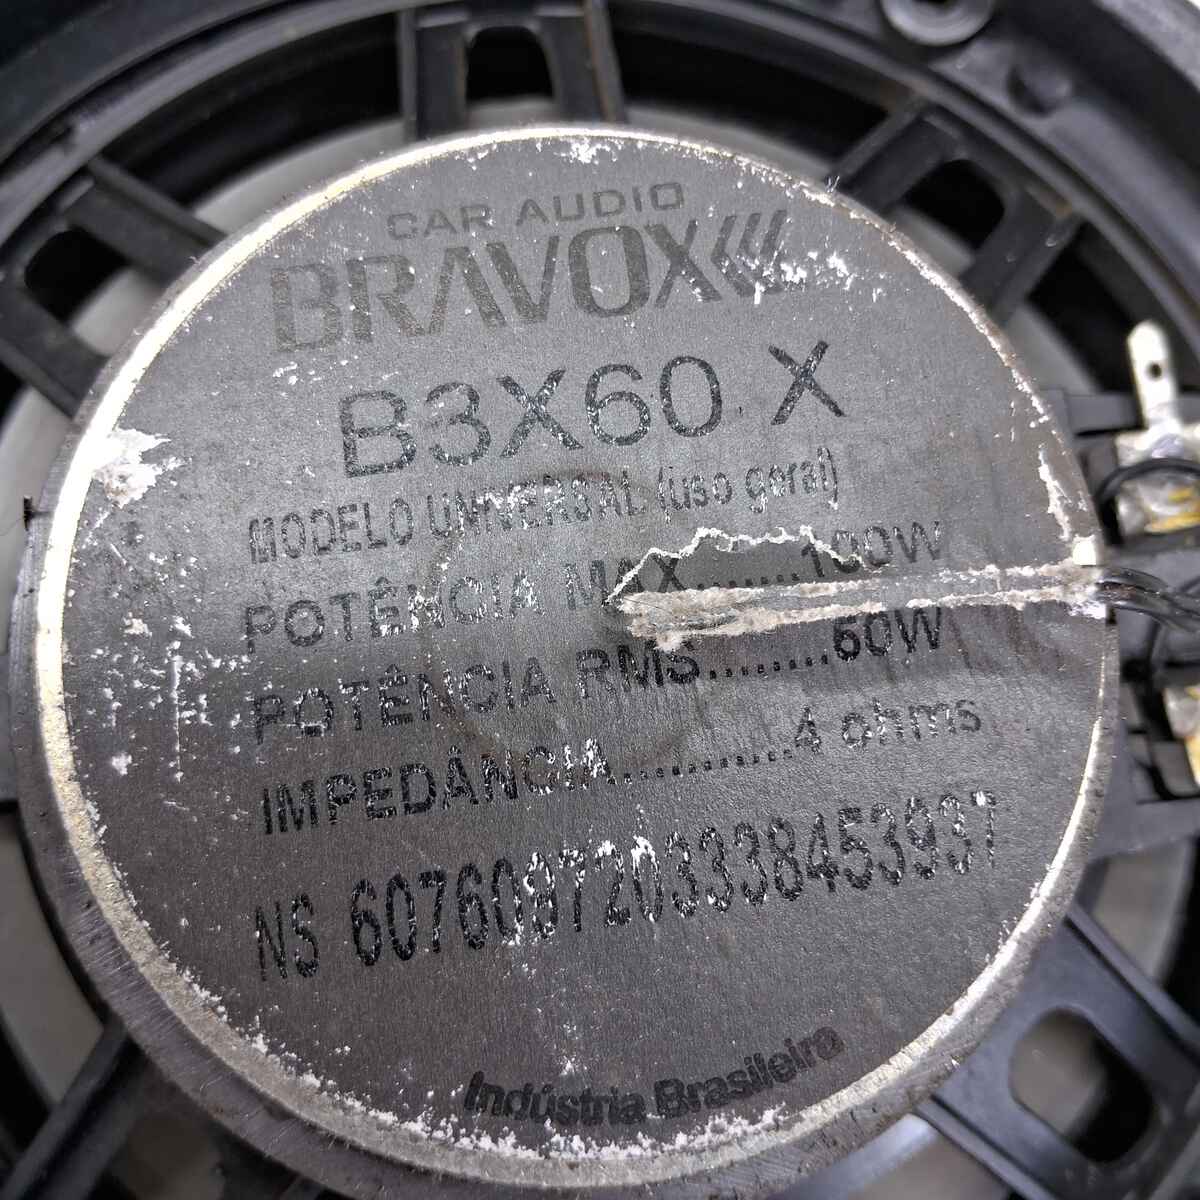 CAR AUDIO
BRAVOX
B3X60 X
MODELO UNIVERSAL (uso geral)
POTÊNCIA MAX.......100W
POTÊNCIA RMS........60W
IMPEDÂNCIA............4 ohms
NS 6076097203338453937
Indústria Brasileira